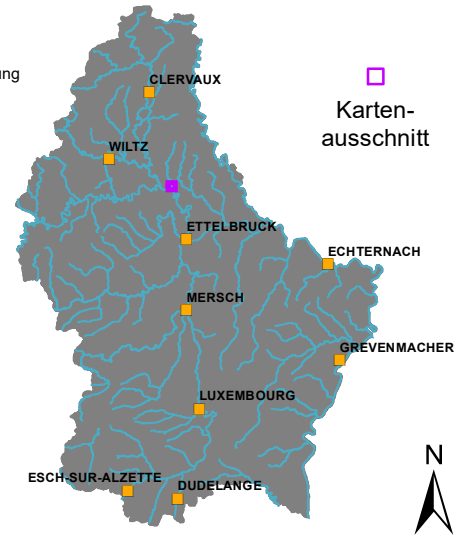 ung
CLERVAUX
Karten-
ausschnitt
WILTZ
ETTELBRUCK
ECHTERNACH
MERSCH
GREVENMACHER
LUXEMBOURG
ESCH-SUR-ALZETTE
DUDELANGE
N